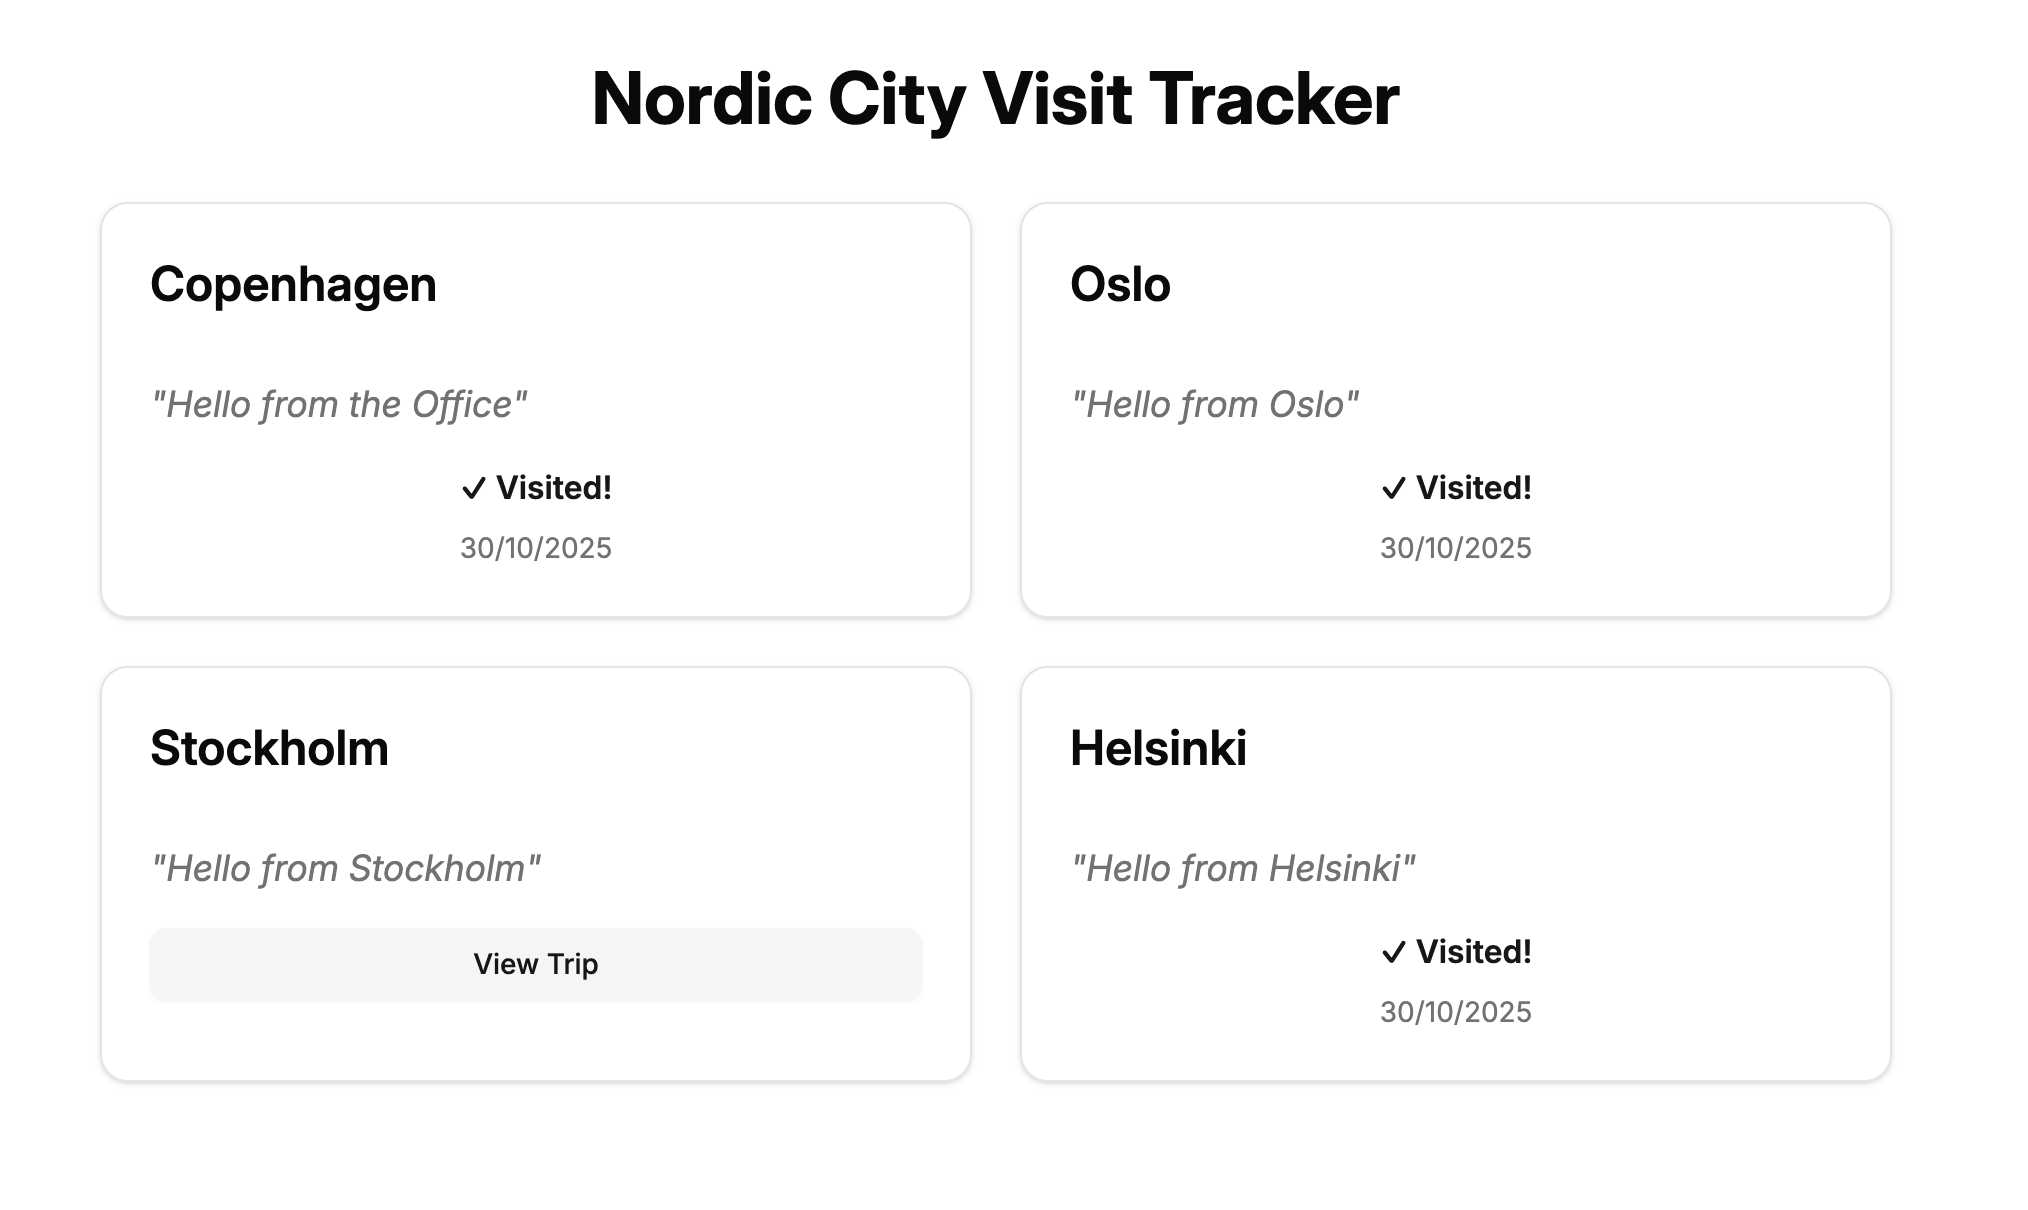 Nordic City Visit Tracker
Copenhagen
"Hello from the Office"
✓ Visited!
30/10/2025
Oslo
"Hello from Oslo"
✓ Visited!
30/10/2025
Stockholm
"Hello from Stockholm"
View Trip
Helsinki
"Hello from Helsinki"
✓ Visited!
30/10/2025